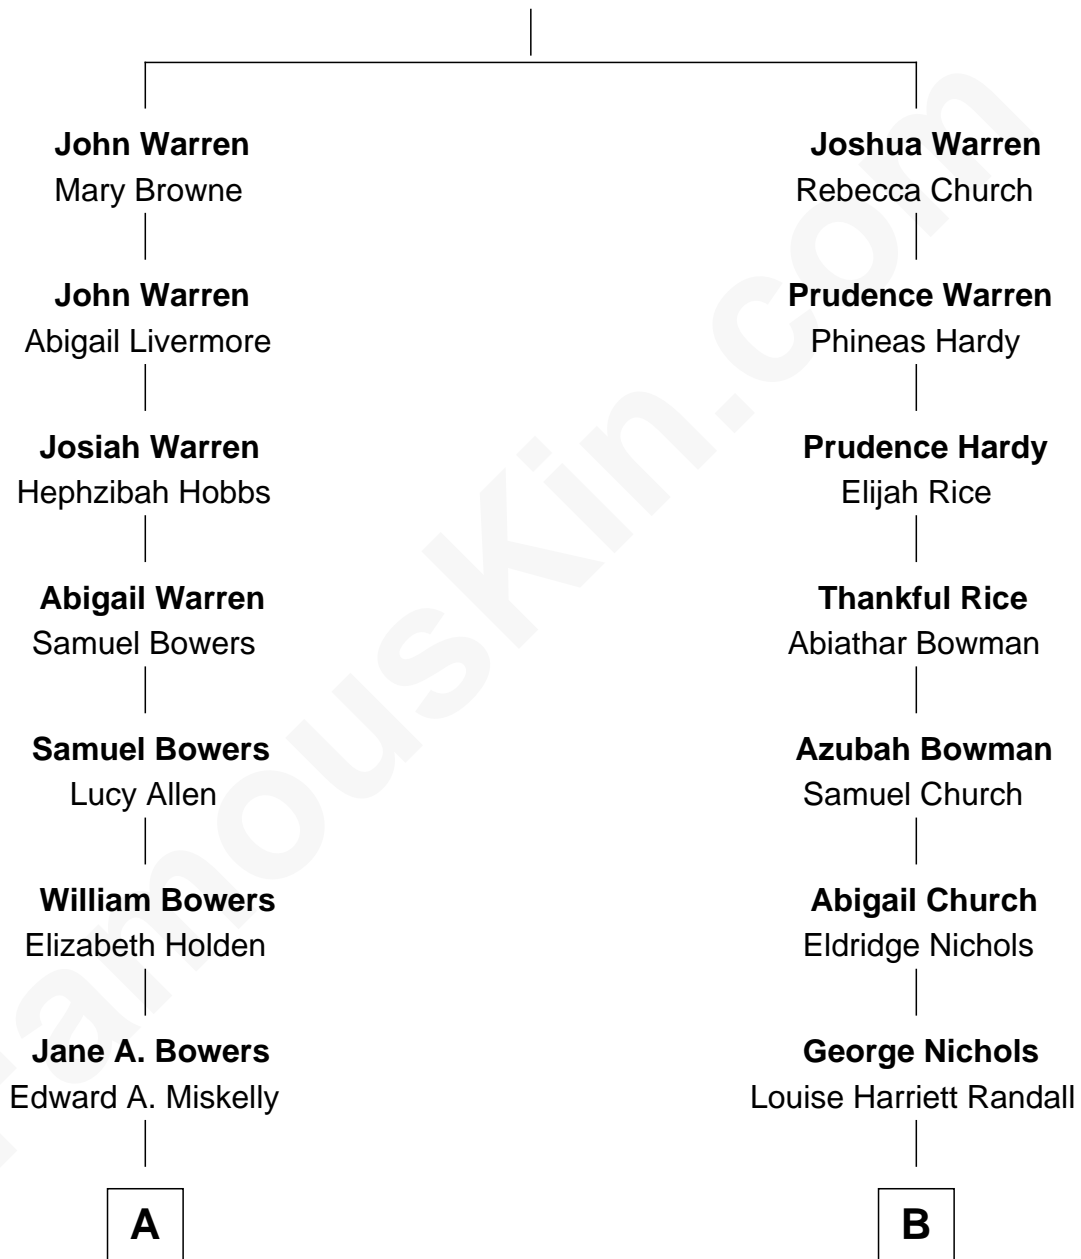 John Warren
Mary Browne
John Warren
Abigail Livermore
Josiah Warren
Hephzibah Hobbs
Abigail Warren
Samuel Bowers
Samuel Bowers
Lucy Allen
William Bowers
Elizabeth Holden
Jane A. Bowers
Edward A. Miskelly
A
Joshua Warren
Rebecca Church
Prudence Warren
Phineas Hardy
Prudence Hardy
Elijah Rice
Thankful Rice
Abiathar Bowman
Azubah Bowman
Samuel Church
Abigail Church
Eldridge Nichols
George Nichols
Louise Harriett Randall
B
FamousKin.com